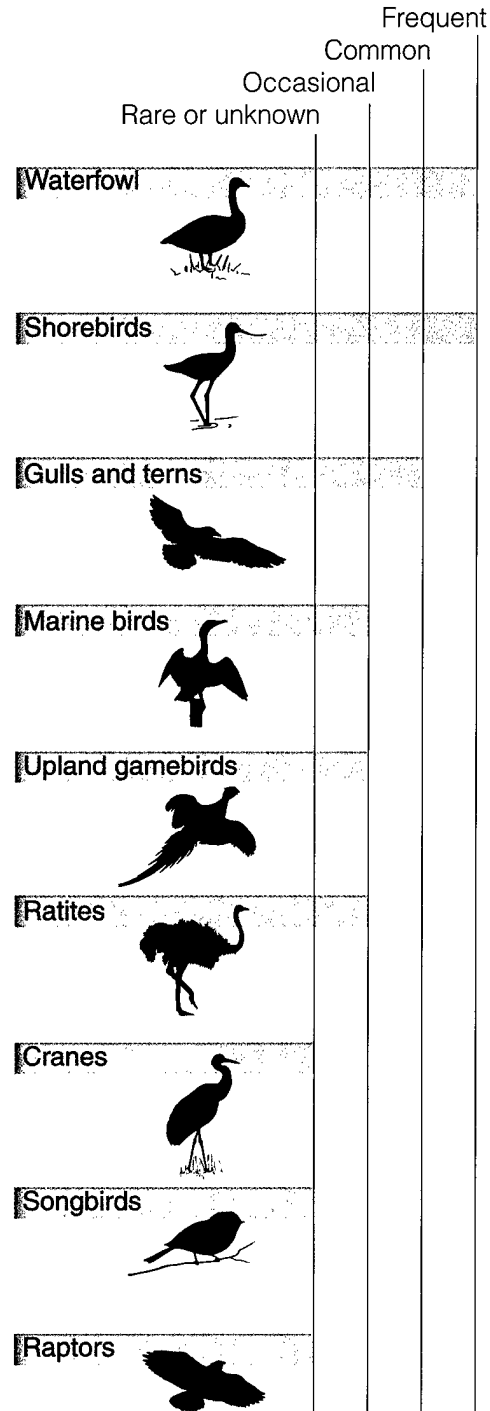 Frequent
Common
Occasional
Rare or unknown
Waterfowl
Shorebirds
Gulls and terns
Marine birds
Upland gamebirds
Ratites
Cranes
Songbirds
Raptors